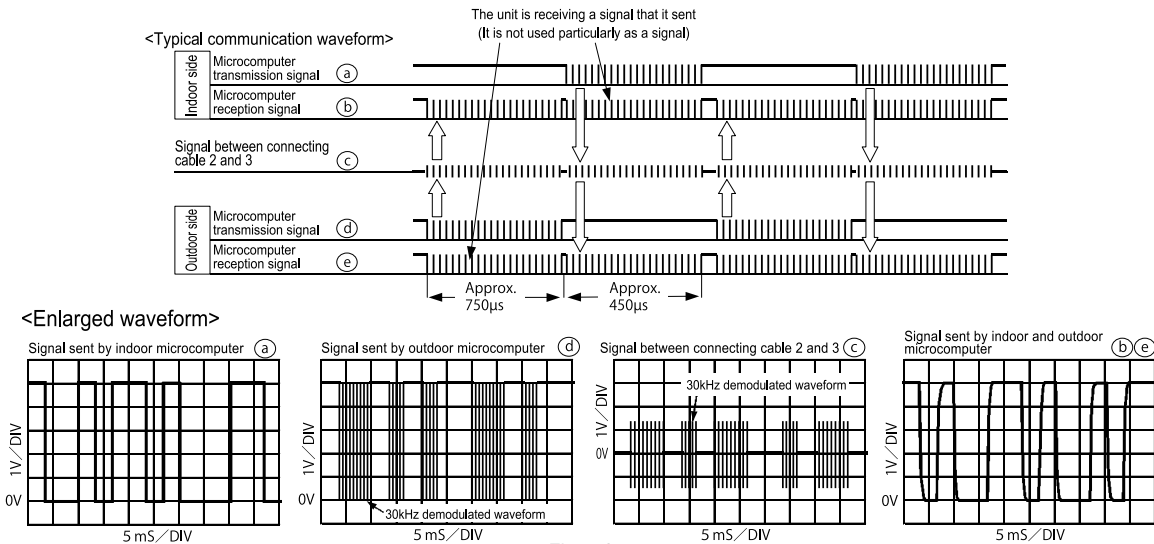 The unit is receiving a signal that it sent
(It is not used particularly as a signal)
<Typical communication waveform>
Indoor side
Microcomputer
transmission signal a
Microcomputer
reception signal b
Signal between connecting
cable 2 and 3 c
Outdoor side
Microcomputer
transmission signal d
Microcomputer
reception signal e
Approx.
750μs
Approx.
450μs
<Enlarged waveform>
Signal sent by indoor microcomputer a
1V/DIV
0V
5 mS/DIV
Signal sent by outdoor microcomputer d
1V/DIV
0V
30kHz demodulated waveform
5 mS/DIV
Signal between connecting cable 2 and 3 c
30kHz demodulated waveform
1V/DIV
0V
5 mS/DIV
Signal sent by indoor and outdoor
microcomputer b e
1V/DIV
0V
5 mS/DIV